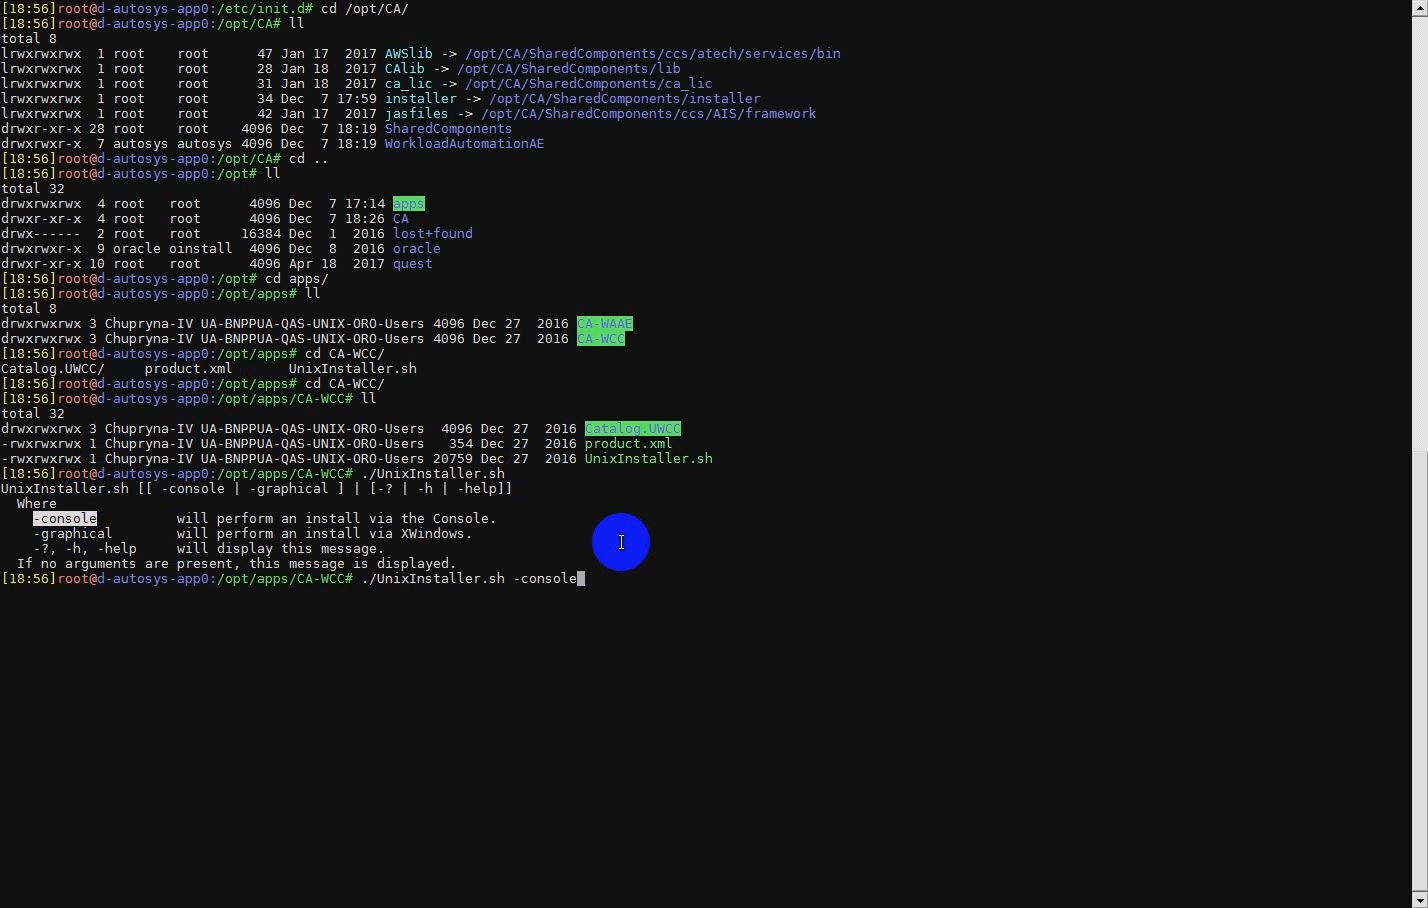 [18:56]root@d-autosys-app0:/etc/init.d# cd /opt/CA/
[18:56]root@d-autosys-app0:/opt/CA# ll
total 8
lrwxrwxrwx  1 root    root      47 Jan 17  2017 AWSlib -> /opt/CA/SharedComponents/ccs/atech/services/bin
lrwxrwxrwx  1 root    root      28 Jan 18  2017 CAlib -> /opt/CA/SharedComponents/lib
lrwxrwxrwx  1 root    root      31 Jan 18  2017 ca_lic -> /opt/CA/SharedComponents/ca_lic
lrwxrwxrwx  1 root    root      34 Dec  7 17:59 installer -> /opt/CA/SharedComponents/installer
lrwxrwxrwx  1 root    root      42 Jan 17  2017 jasfiles -> /opt/CA/SharedComponents/ccs/AIS/framework
drwxr-xr-x 28 root    root    4096 Dec  7 18:19 SharedComponents
drwxrwxr-x  7 autosys autosys 4096 Dec  7 18:19 WorkloadAutomationAE
[18:56]root@d-autosys-app0:/opt/CA# cd ..
[18:56]root@d-autosys-app0:/opt# ll
total 32
drwxrwxrwx  4 root   root      4096 Dec  7 17:14 apps
drwxr-xr-x  4 root   root      4096 Dec  7 18:26 CA
drwx------  2 root   root     16384 Dec  1  2016 lost+found
drwxrwxr-x  9 oracle oinstall  4096 Dec  8  2016 oracle
drwxr-xr-x 10 root   root      4096 Apr 18  2017 quest
[18:56]root@d-autosys-app0:/opt# cd apps/
[18:56]root@d-autosys-app0:/opt/apps# ll
total 8
drwxrwxrwx 3 Chupryna-IV UA-BNPPUA-QAS-UNIX-ORO-Users 4096 Dec 27  2016 CA-WAAE
drwxrwxrwx 3 Chupryna-IV UA-BNPPUA-QAS-UNIX-ORO-Users 4096 Dec 27  2016 CA-WCC
[18:56]root@d-autosys-app0:/opt/apps# cd CA-WCC/
Catalog.UWCC/     product.xml       UnixInstaller.sh
[18:56]root@d-autosys-app0:/opt/apps# cd CA-WCC/
[18:56]root@d-autosys-app0:/opt/apps/CA-WCC# ll
total 32
drwxrwxrwx 3 Chupryna-IV UA-BNPPUA-QAS-UNIX-ORO-Users  4096 Dec 27  2016 Catalog.UWCC
-rwxrwxrwx 1 Chupryna-IV UA-BNPPUA-QAS-UNIX-ORO-Users   354 Dec 27  2016 product.xml
-rwxrwxrwx 1 Chupryna-IV UA-BNPPUA-QAS-UNIX-ORO-Users 20759 Dec 27  2016 UnixInstaller.sh
[18:56]root@d-autosys-app0:/opt/apps/CA-WCC# ./UnixInstaller.sh
UnixInstaller.sh [[ -console | -graphical ] | [-? | -h | -help]]
  Where
    -console          will perform an install via the Console.
    -graphical        will perform an install via XWindows.
    -?, -h, -help     will display this message.
  If no arguments are present, this message is displayed.
[18:56]root@d-autosys-app0:/opt/apps/CA-WCC# ./UnixInstaller.sh -console